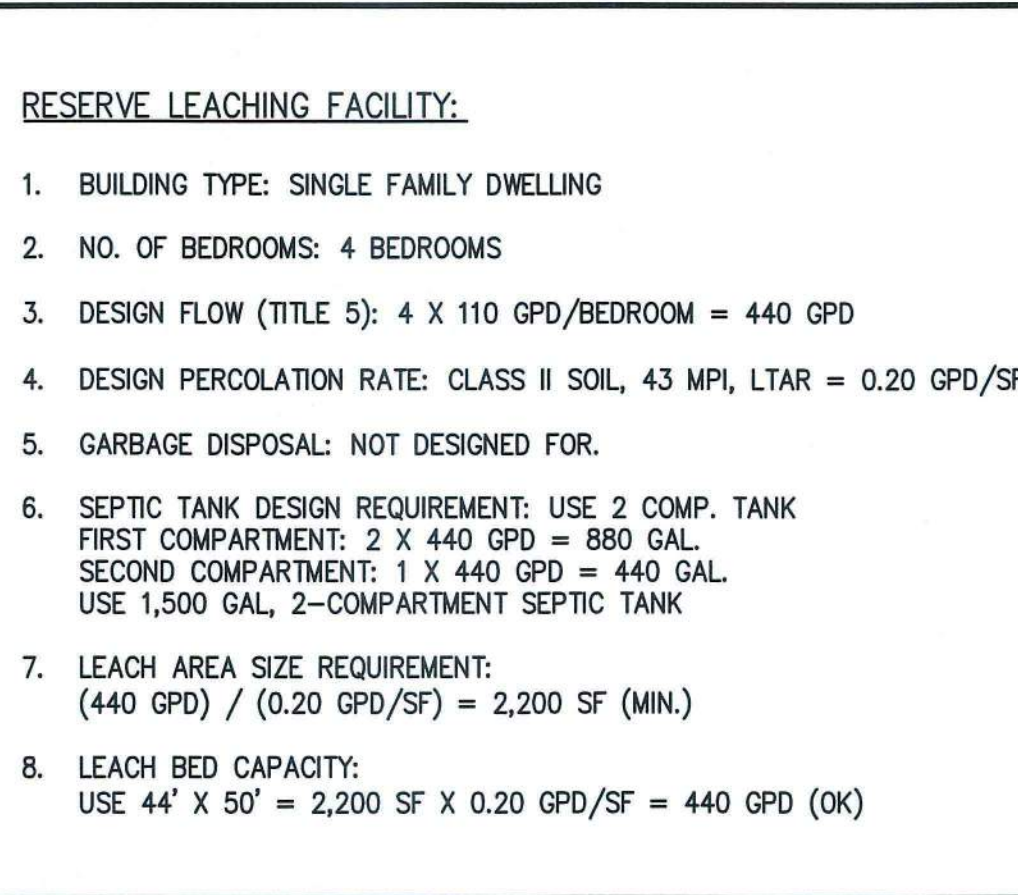 RESERVE LEACHING FACILITY:
1. BUILDING TYPE: SINGLE FAMILY DWELLING
2. NO. OF BEDROOMS: 4 BEDROOMS
3. DESIGN FLOW (TITLE 5): 4 X 110 GPD/BEDROOM = 440 GPD
4. DESIGN PERCOLATION RATE: CLASS II SOIL, 43 MPI, LTAR = 0.20 GPD/SF
5. GARBAGE DISPOSAL: NOT DESIGNED FOR.
6. SEPTIC TANK DESIGN REQUIREMENT: USE 2 COMP. TANK
FIRST COMPARTMENT: 2 X 440 GPD = 880 GAL.
SECOND COMPARTMENT: 1 X 440 GPD = 440 GAL.
USE 1,500 GAL, 2-COMPARTMENT SEPTIC TANK
7. LEACH AREA SIZE REQUIREMENT:
(440 GPD) / (0.20 GPD/SF) = 2,200 SF (MIN.)
8. LEACH BED CAPACITY:
USE 44' X 50' = 2,200 SF X 0.20 GPD/SF = 440 GPD (OK)